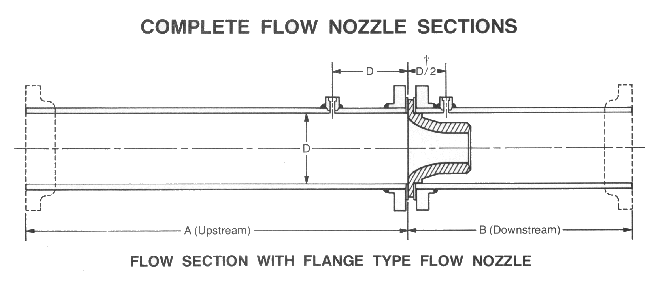 COMPLETE FLOW NOZZLE SECTIONS
†
D D/2
D
A (Upstream) B (Downstream)
FLOW SECTION WITH FLANGE TYPE FLOW NOZZLE